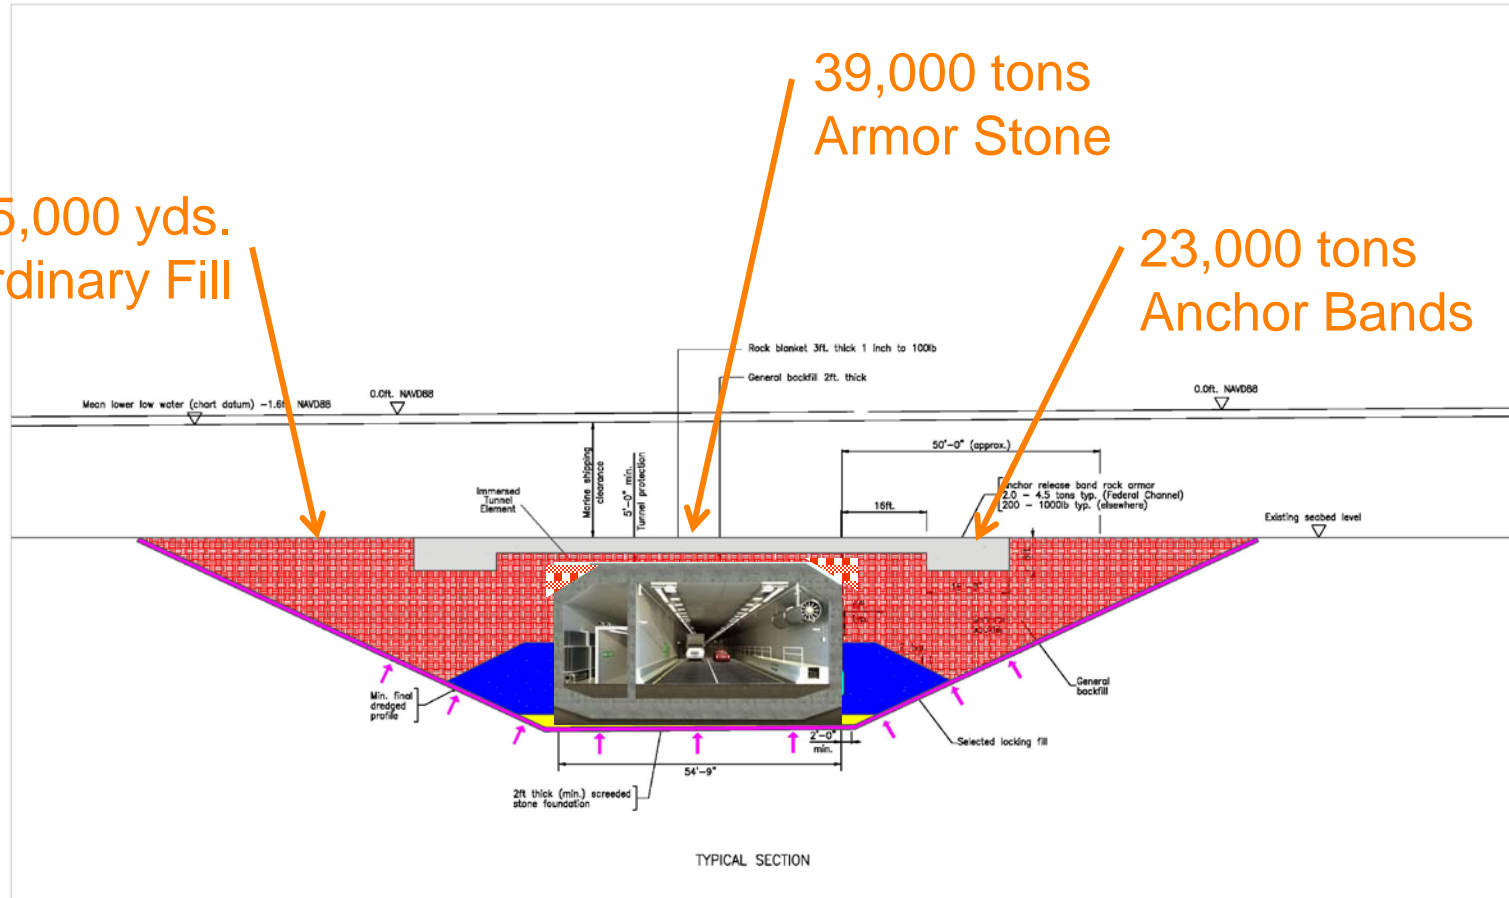 39,000 tons
Armor Stone
5,000 yds.
rdinary Fill
23,000 tons
Anchor Bands
Rock blanket 3ft. thick 1 inch to 100lb
General backfill 2ft. thick
0.0ft. NAVD88
0.0ft. NAVD88
Mean lower low water (chart datum) -1.6ft. NAVD88
50'-0" (approx.)
Marine shipping
clearance
5'-0" min.
Tunnel protection
Immersed
Tunnel
Element
Anchor release band rock armor
2.0 - 4.5 tons typ. (Federal Channel)
200 - 1000lb typ. (elsewhere)
16ft.
Existing seabed level
General
backfill
Min. final
dredged
profile
Selected locking fill
2'-0"
min.
54'-9"
2ft thick (min.) screeded
stone foundation
TYPICAL SECTION